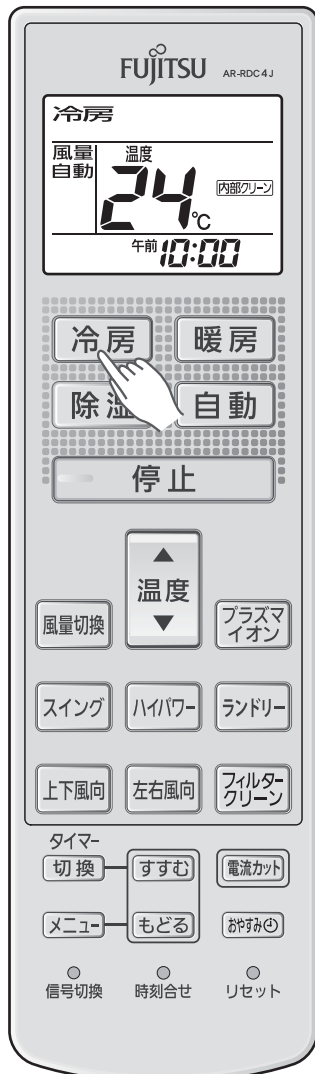 FUJITSU AR-RDC4J
冷房
風量 温度
自動 24℃ 内部クリーン
午前 10:00
冷房 暖房
除湿 自動
停止
▲
温度
▼
風量切換 プラズマ
イオン
スイング ハイパワー ランドリー
上下風向 左右風向 フィルター
クリーン
タイマー
切換 すすむ 電流カット
メニュー もどる おやすみ
信号切換 時刻合せ リセット